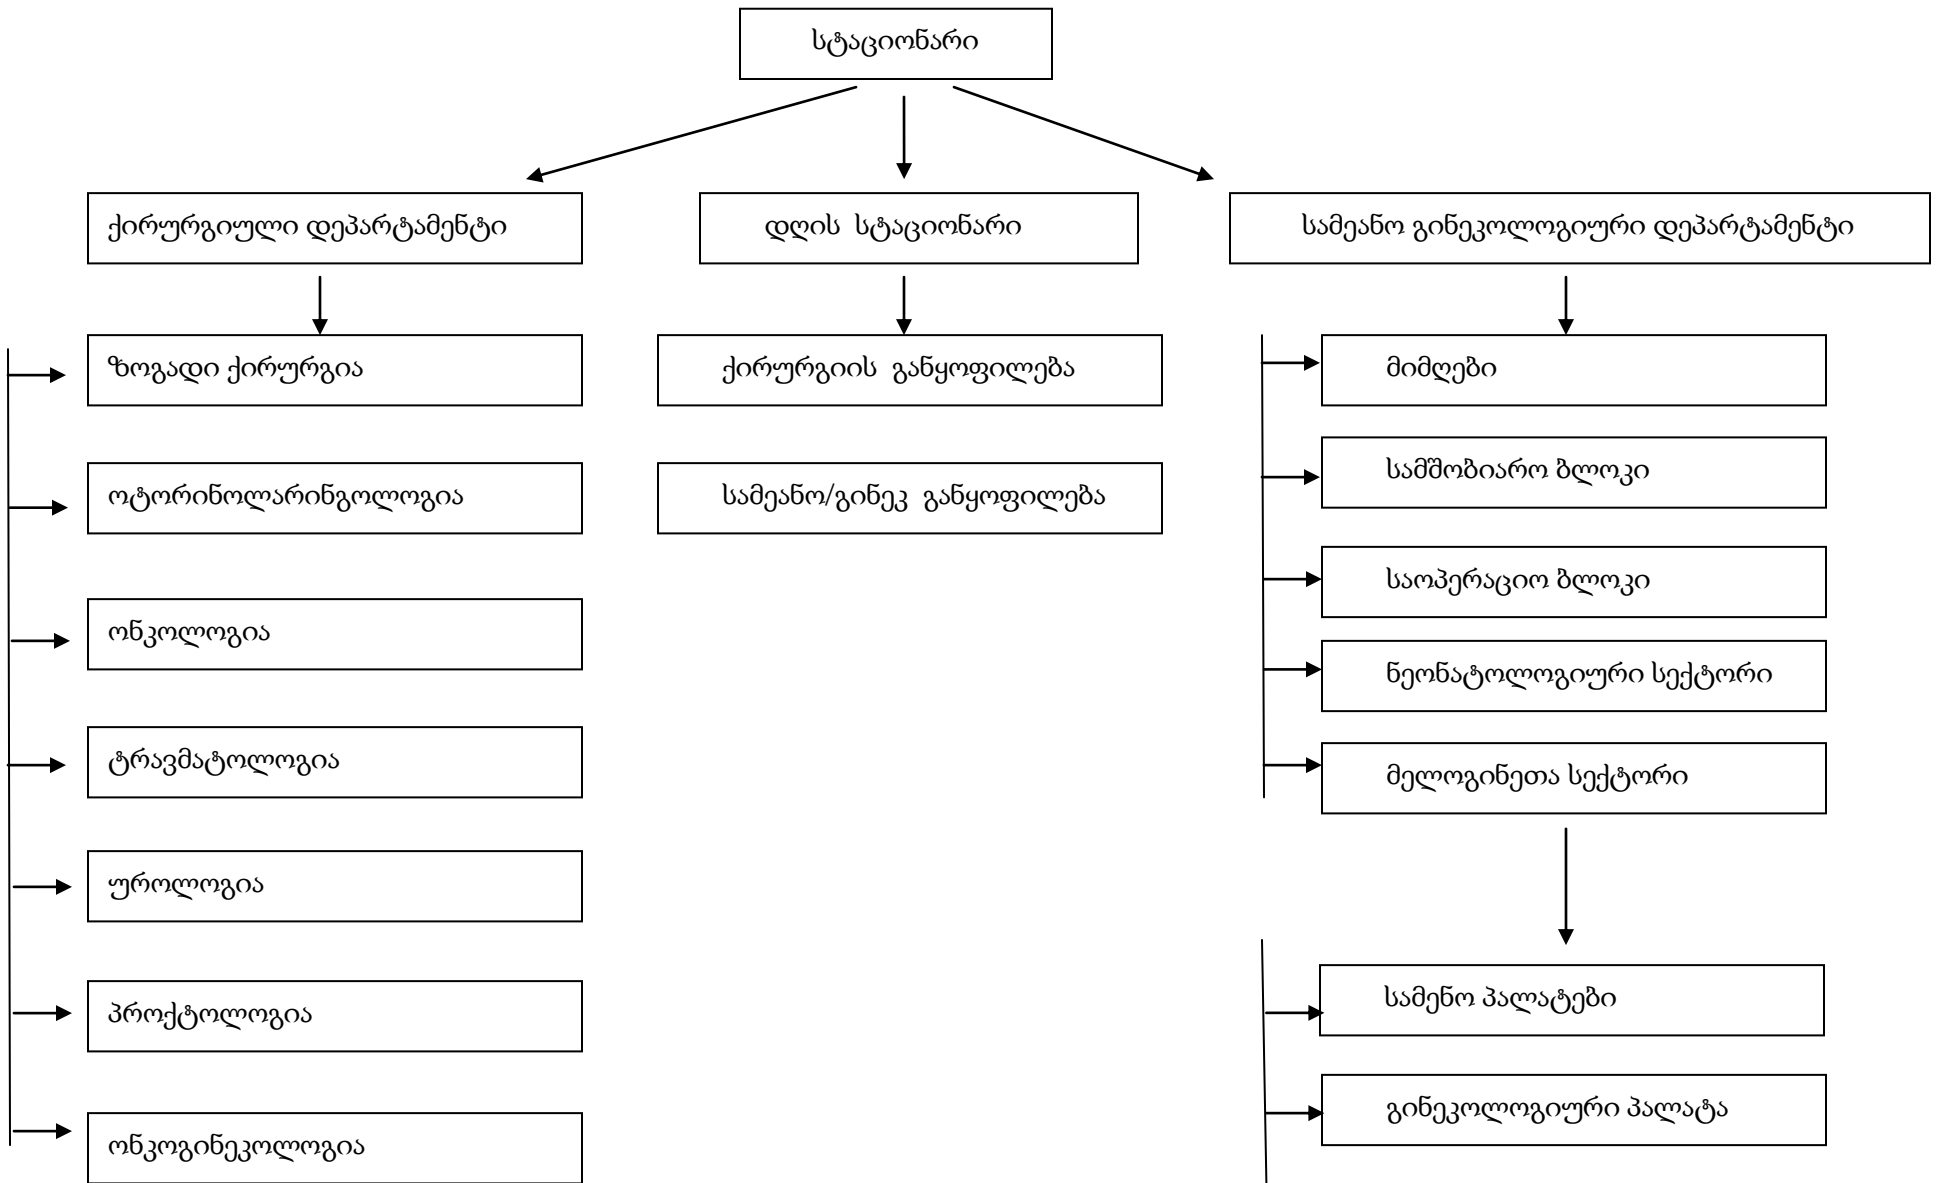 სტაციონარი
ქირურგიული დეპარტამენტი
დღის სტაციონარი
სამეანო გინეკოლოგიური დეპარტამენტი
ზოგადი ქირურგია
ოტორინოლარინგოლოგია
ონკოლოგია
ტრავმატოლოგია
უროლოგია
პროქტოლოგია
ონკოგინეკოლოგია
ქირურგიის განყოფილება
სამეანო/გინეკ განყოფილება
მიმღები
სამშობიარო ბლოკი
საოპერაციო ბლოკი
ნეონატოლოგიური სექტორი
მელოგინეთა სექტორი
სამენო პალატები
გინეკოლოგიური პალატა